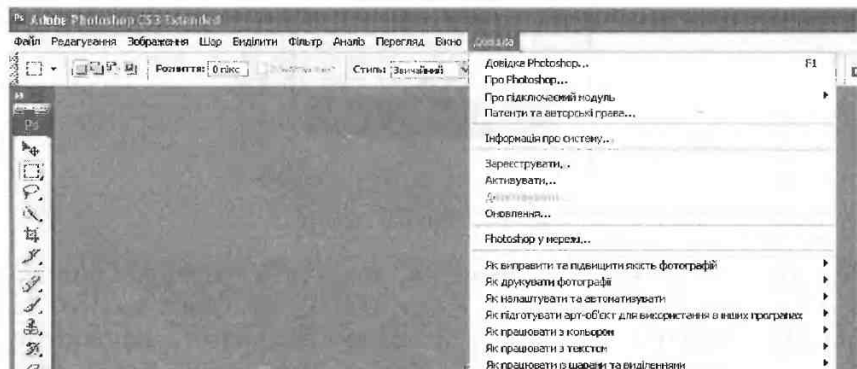 Ps Adobe Photoshop CS3 Extended
Файл Редагування Зображення Шар Виділити Фільтр Аналіз Перегляд Вікно Довідка
Розмиття: 0 пікс Стиль: Звичайний
Довідка Photoshop... F1
Про Photoshop...
Про підключаємий модуль
Патенти та авторські права...
Інформація про систему...
Зареєструвати...
Активувати...
Оновлення...
Photoshop у мережі...
Як виправити та підвищити якість фотографій
Як друкувати фотографії
Як налаштувати та автоматизувати
Як підготувати арт-об'єкт для використання в інших програмах
Як працювати з кольором
Як працювати з текстом
Як працювати із шарами та виділеннями
Ps